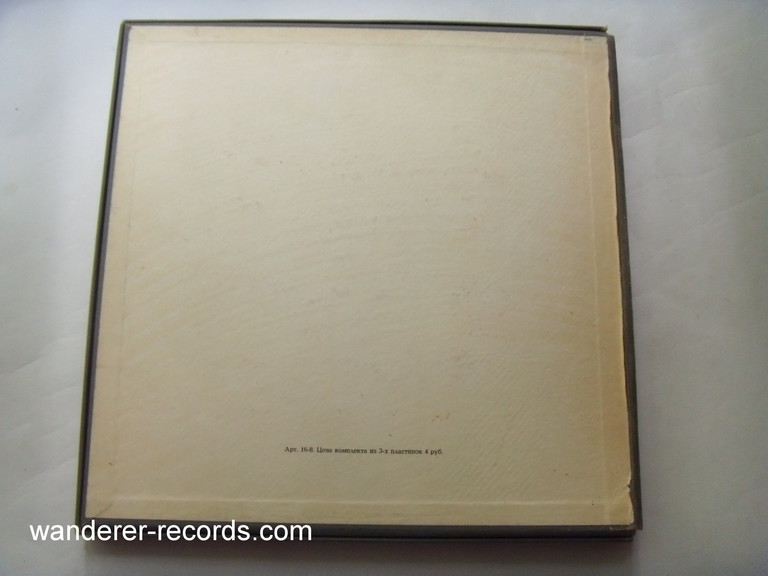 Арт. 16-8. Цена комплекта из 3-х пластинок 4 руб.
wanderer-records.com